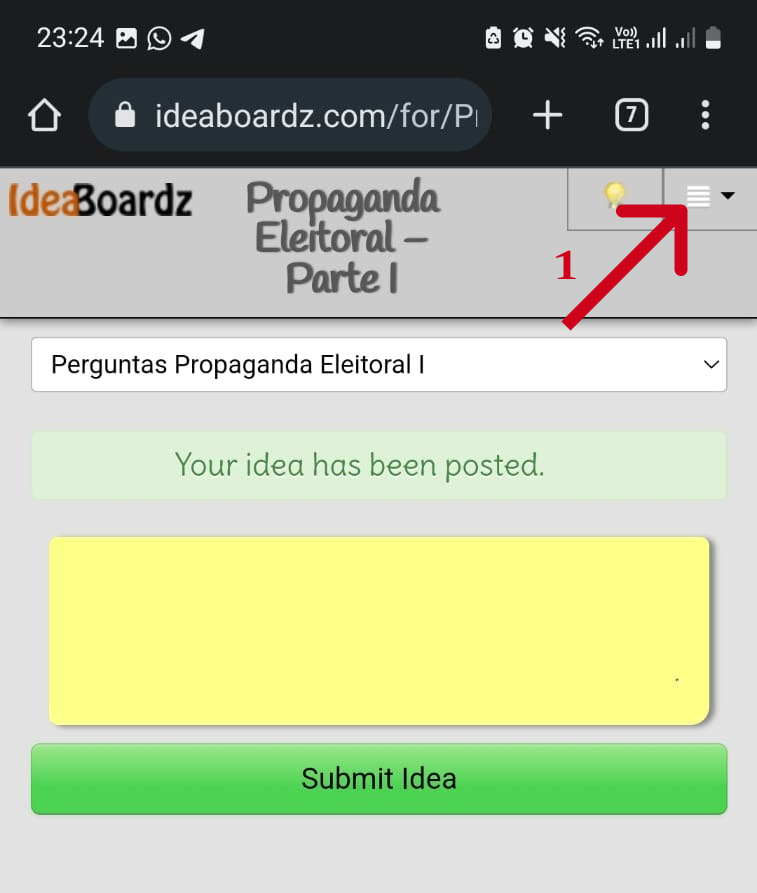 23:24 Vo)) LTE1
ideaboardz.com/for/P
7
IdeaBoardz
Propaganda
Eleitoral –
Parte I
1
Perguntas Propaganda Eleitoral I
Your idea has been posted.
Submit Idea